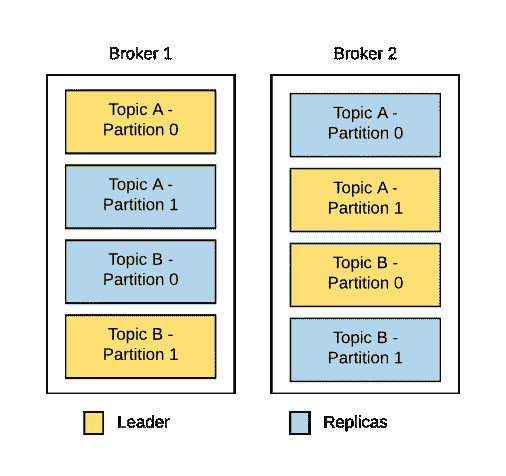 Broker 1
Topic A -
Partition 0
Topic A -
Partition 1
Topic B -
Partition 0
Topic B -
Partition 1
Broker 2
Topic A -
Partition 0
Topic A -
Partition 1
Topic B -
Partition 0
Topic B -
Partition 1
Leader
Replicas